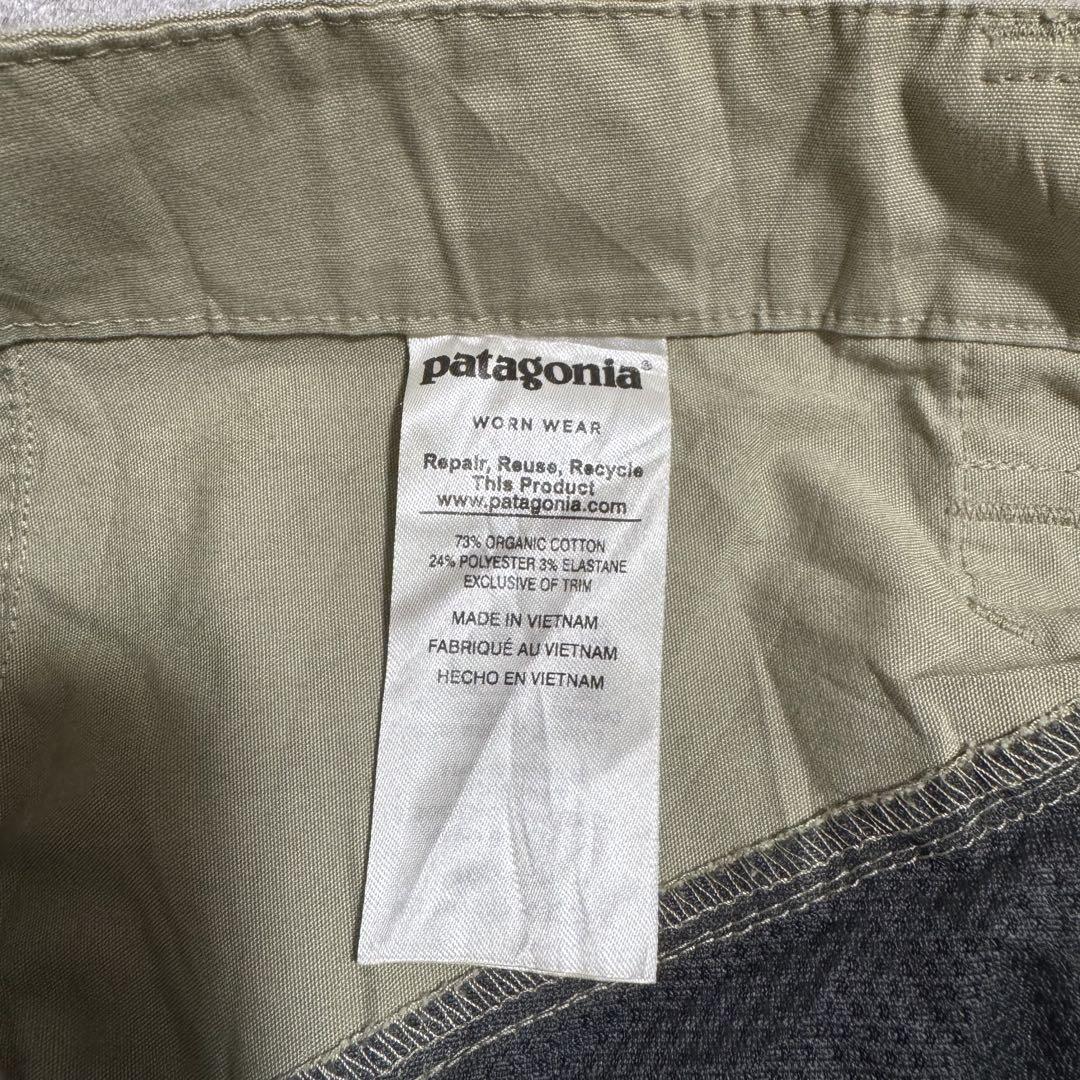 patagonia®
WORN WEAR
Repair, Reuse, Recycle
This Product
www.patagonia.com
73% ORGANIC COTTON
24% POLYESTER 3% ELASTANE
EXCLUSIVE OF TRIM
MADE IN VIETNAM
FABRIQUÉ AU VIETNAM
HECHO EN VIETNAM